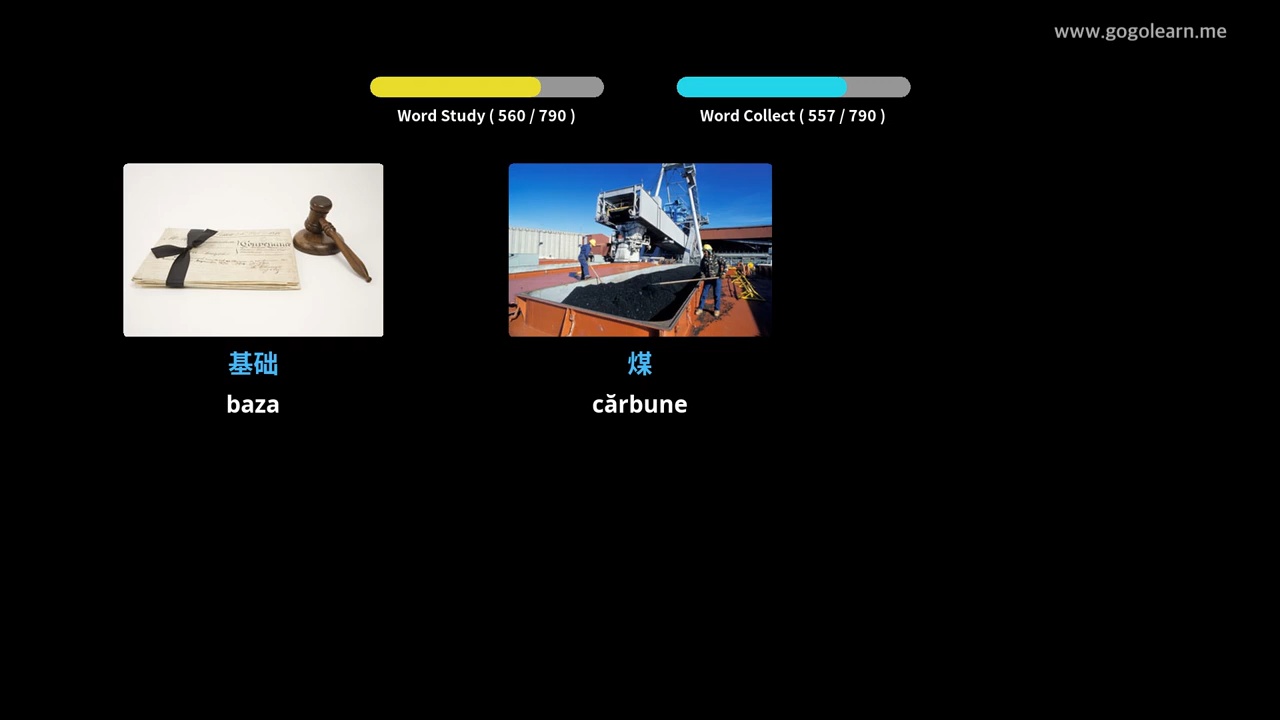 www.gogolearn.me
Word Study ( 560 / 790 )
Word Collect ( 557 / 790 )
基础
baza
煤
cărbune